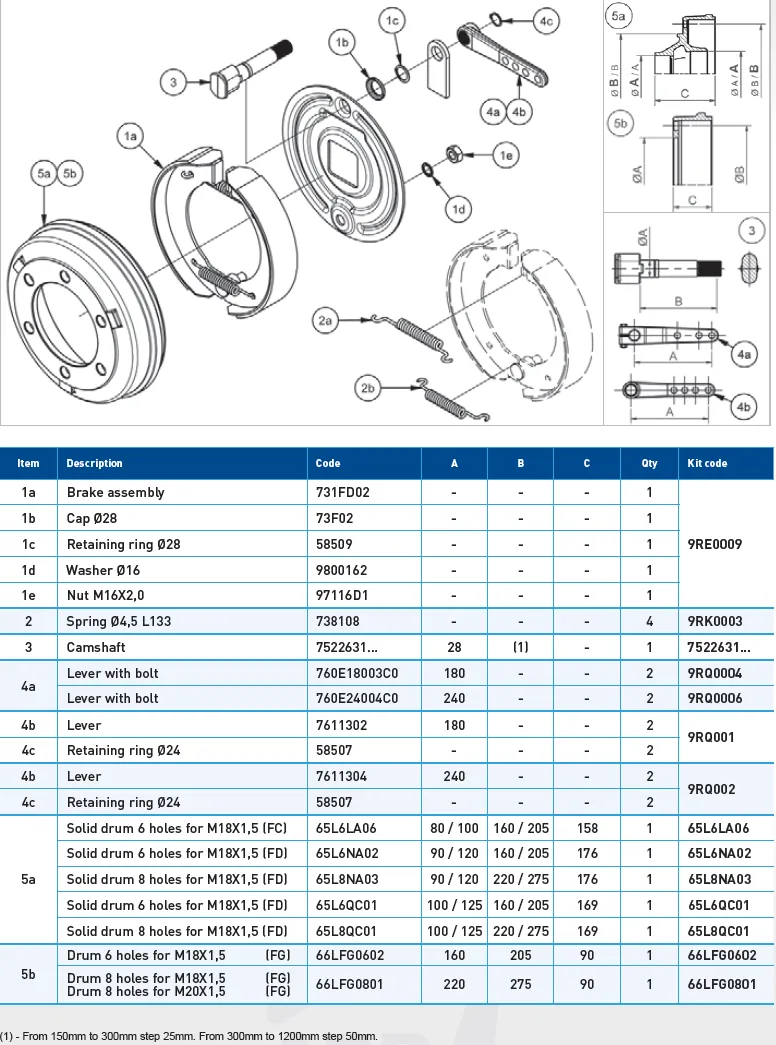 1c
4c
1b
3
4a
4b
1a
1e
5a
5b
1d
2a
2b
5a
Ø B / B
Ø A / A
Ø A / A
Ø B / B
C
5b
ØA
ØB
C
3
ØA
B
A
4a
A
4b
Item Description Code A B C Qty Kit code
1a Brake assembly 731FD02 - - - 1
1b Cap Ø28 73F02 - - - 1
1c Retaining ring Ø28 58509 - - - 1 9RE0009
1d Washer Ø16 9800162 - - - 1
1e Nut M16X2,0 97116D1 - - - 1
2 Spring Ø4,5 L133 738108 - - - 4 9RK0003
3 Camshaft 7522631... 28 (1) - 1 7522631...
4a Lever with bolt 760E18003C0 180 - - 2 9RQ0004
Lever with bolt 760E24004C0 240 - - 2 9RQ0006
4b Lever 7611302 180 - - 2 9RQ001
4c Retaining ring Ø24 58507 - - - 2
4b Lever 7611304 240 - - 2 9RQ002
4c Retaining ring Ø24 58507 - - - 2
5a Solid drum 6 holes for M18X1,5 (FC) 65L6LA06 80 / 100 160 / 205 158 1 65L6LA06
Solid drum 6 holes for M18X1,5 (FD) 65L6NA02 90 / 120 160 / 205 176 1 65L6NA02
Solid drum 8 holes for M18X1,5 (FD) 65L8NA03 90 / 120 220 / 275 176 1 65L8NA03
Solid drum 6 holes for M18X1,5 (FD) 65L6QC01 100 / 125 160 / 205 169 1 65L6QC01
Solid drum 8 holes for M18X1,5 (FD) 65L8QC01 100 / 125 220 / 275 169 1 65L8QC01
5b Drum 6 holes for M18X1,5 (FG) 66LFG0602 160 205 90 1 66LFG0602
Drum 8 holes for M18X1,5 (FG) 66LFG0801 220 275 90 1 66LFG0801
Drum 8 holes for M20X1,5 (FG)
(1) - From 150mm to 300mm step 25mm. From 300mm to 1200mm step 50mm.